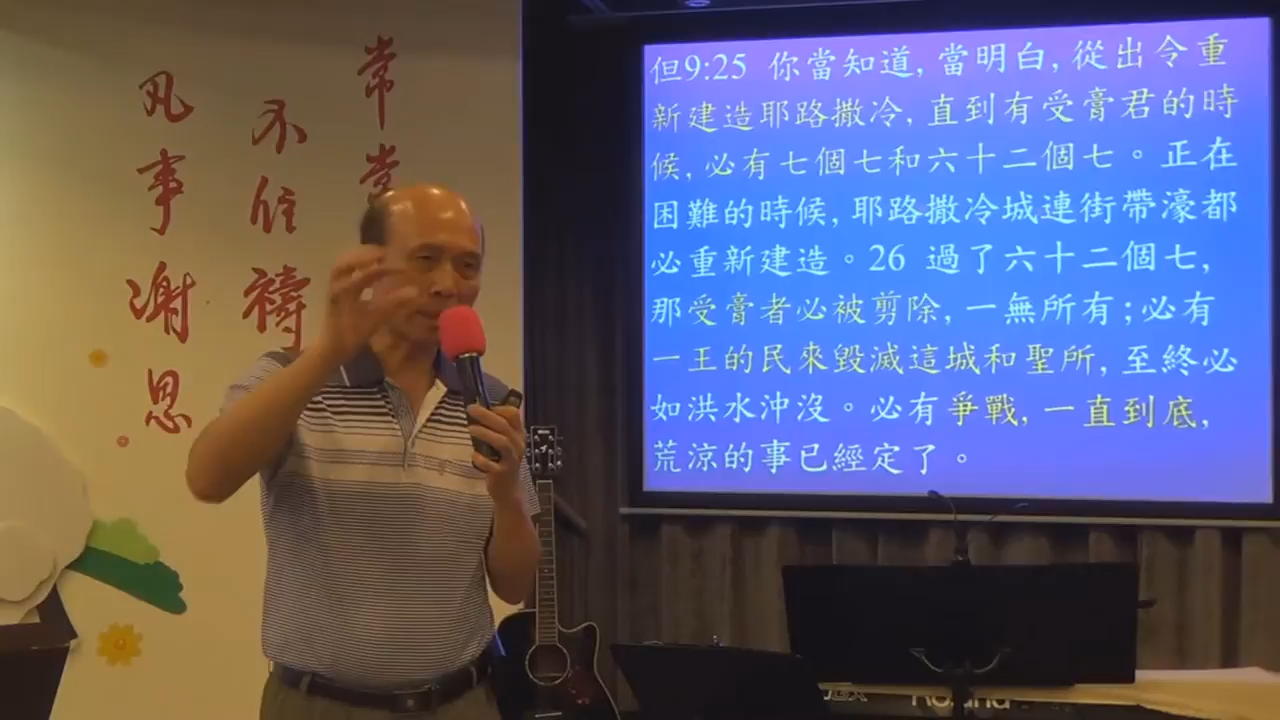 常常
不住禱
凡事謝恩
但9:25 你當知道, 當明白, 從出令重
新建造耶路撒冷, 直到有受膏君的時
候, 必有七個七和六十二個七。正在
困難的時候, 耶路撒冷城連街帶濠都
必重新建造。26 過了六十二個七,
那受膏者必被剪除, 一無所有; 必有
一王的民來毀滅這城和聖所, 至終必
如洪水沖沒。必有爭戰, 一直到底,
荒涼的事已經定了。
Roland